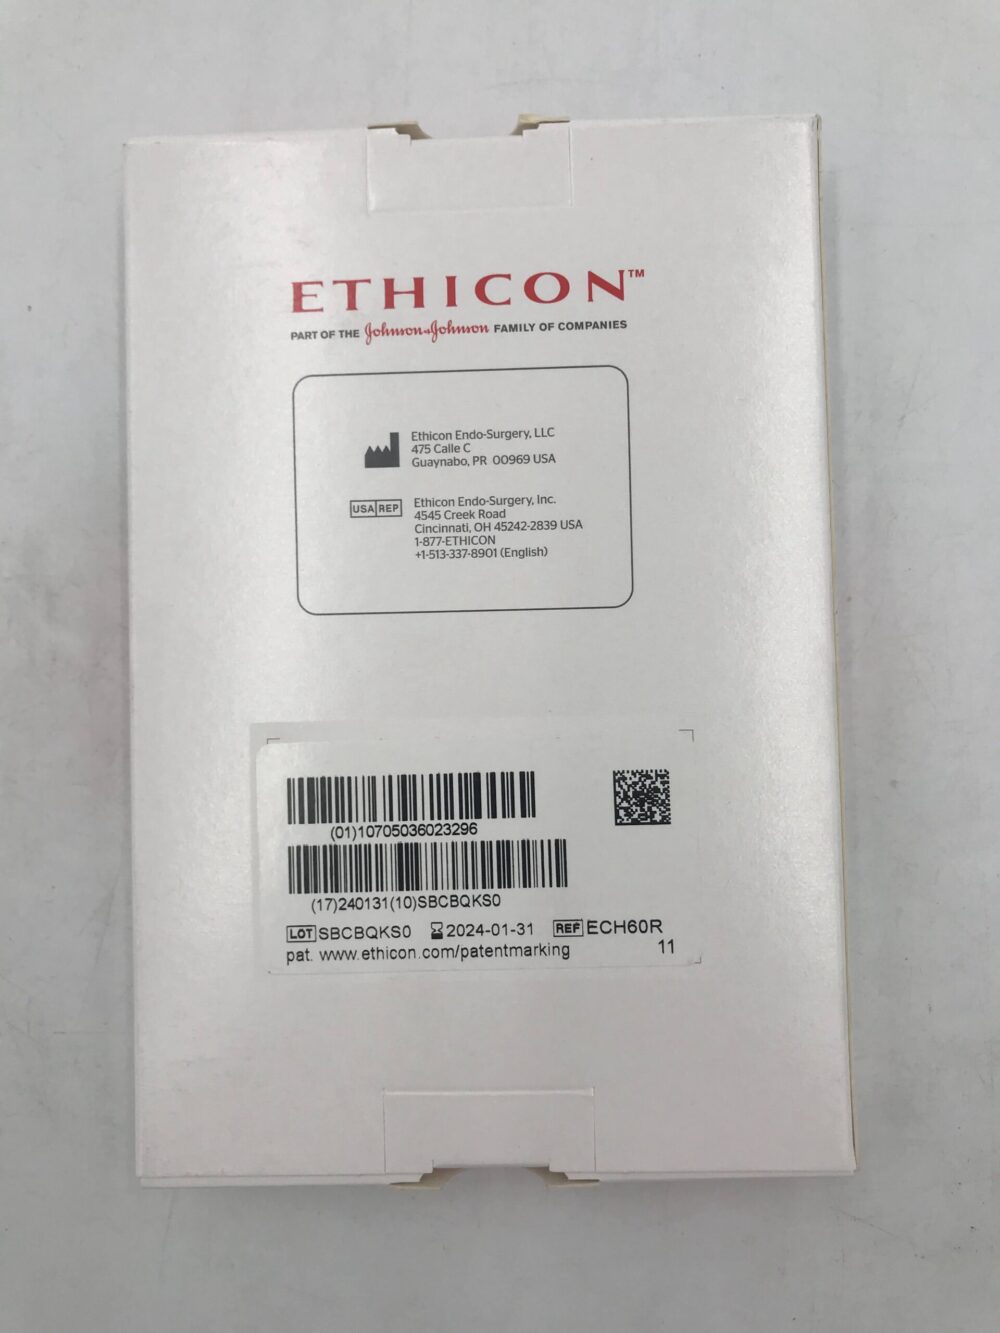 ETHICON™
PART OF THE Johnson & Johnson FAMILY OF COMPANIES
Ethicon Endo-Surgery, LLC
475 Calle C
Guaynabo, PR 00969 USA
USA REP Ethicon Endo-Surgery, Inc.
4545 Creek Road
Cincinnati, OH 45242-2839 USA
1-877-ETHICON
+1-513-337-8901 (English)
(01)10705036023296
(17)240131(10)SBCBQKS0
LOT SBCBQKS0 2024-01-31 REF ECH60R
pat. www.ethicon.com/patentmarking 11